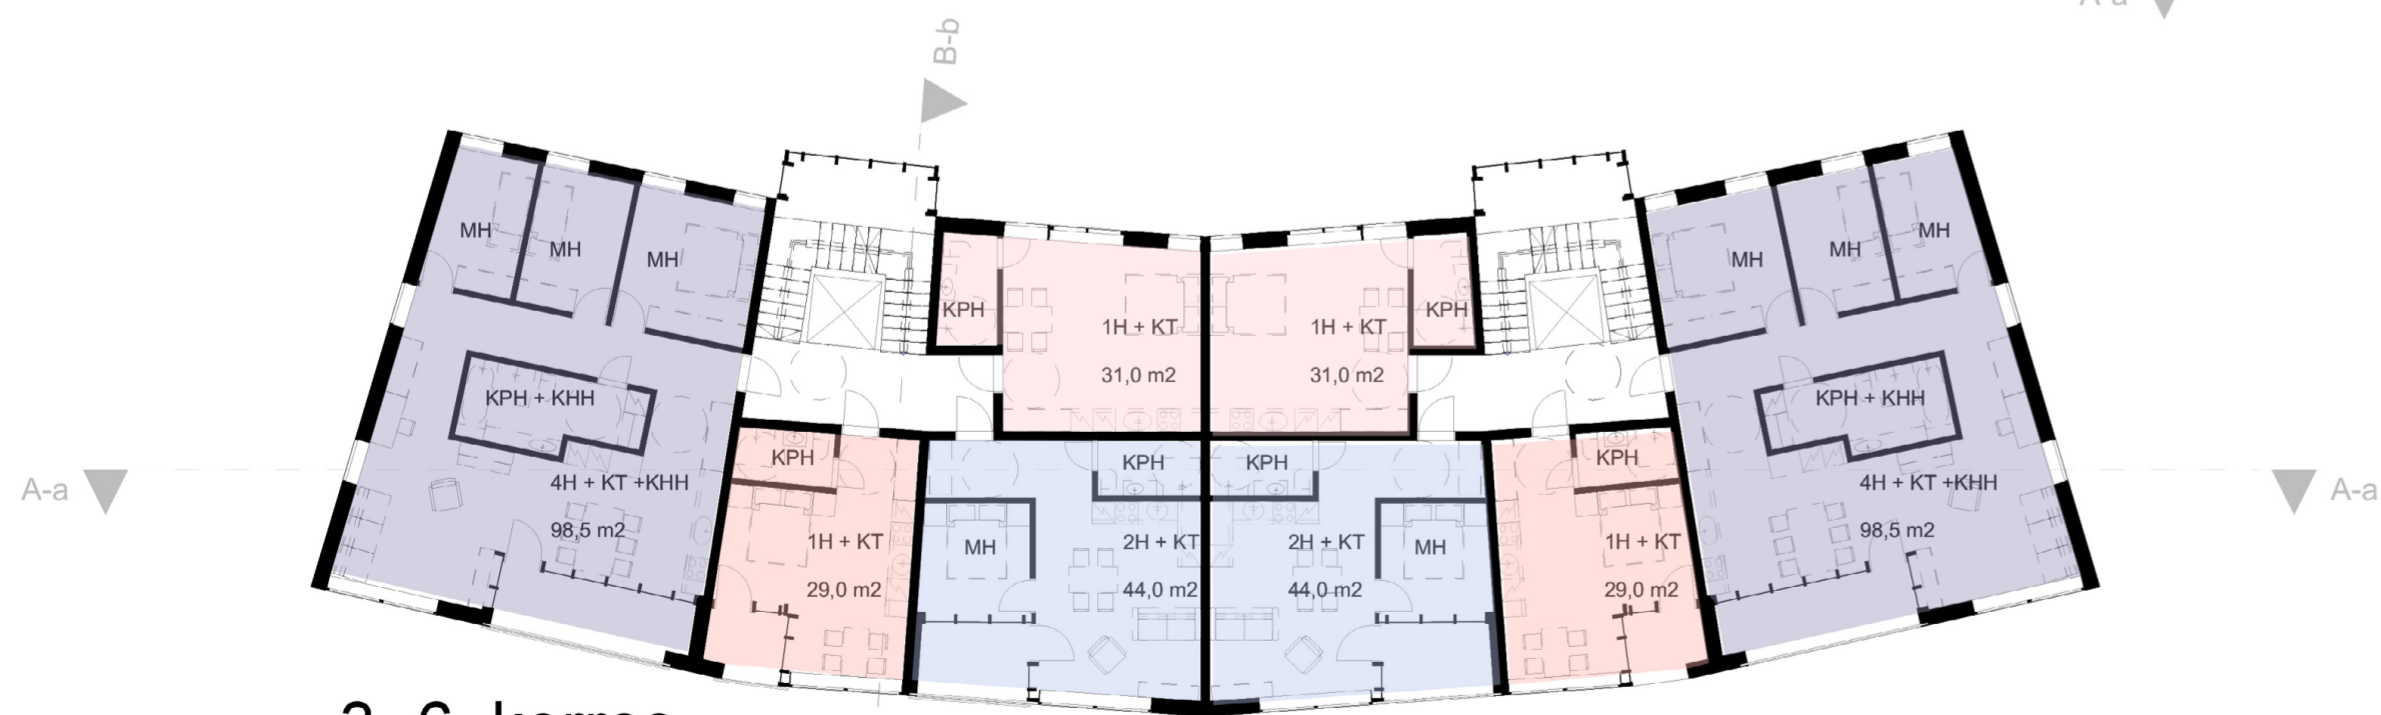 B-b
MH
MH
MH
MH
MH
MH
KPH
1H + KT
31,0 m2
1H + KT
31,0 m2
KPH
KPH + KHH
4H + KT +KHH
98,5 m2
KPH + KHH
4H + KT +KHH
98,5 m2
KPH
1H + KT
29,0 m2
KPH
MH
2H + KT
44,0 m2
KPH
2H + KT
44,0 m2
MH
KPH
1H + KT
29,0 m2
A-a
A-a